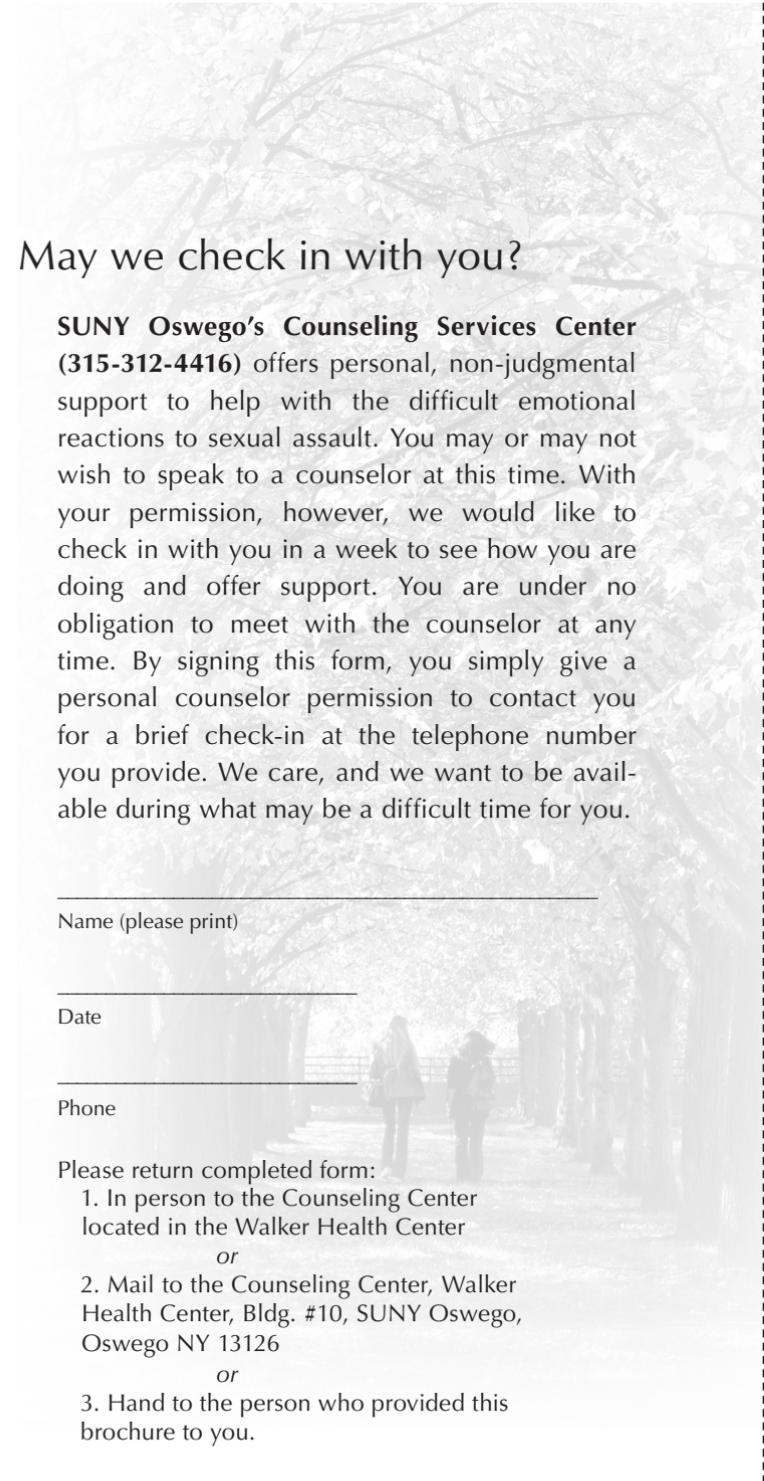 May we check in with you?
SUNY Oswego’s Counseling Services Center
(315-312-4416) offers personal, non-judgmental
support to help with the difficult emotional
reactions to sexual assault. You may or may not
wish to speak to a counselor at this time. With
your permission, however, we would like to
check in with you in a week to see how you are
doing and offer support. You are under no
obligation to meet with the counselor at any
time. By signing this form, you simply give a
personal counselor permission to contact you
for a brief check-in at the telephone number
you provide. We care, and we want to be avail-
able during what may be a difficult time for you.
Name (please print)
Date
Phone
Please return completed form:
1. In person to the Counseling Center
located in the Walker Health Center
or
2. Mail to the Counseling Center, Walker
Health Center, Bldg. #10, SUNY Oswego,
Oswego NY 13126
or
3. Hand to the person who provided this
brochure to you.